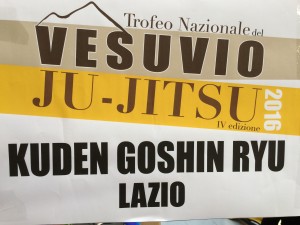 Trofeo Nazionale del
VESUVIO
JU-JITSU
2016
IV edizione
KUDEN GOSHIN RYU
LAZIO